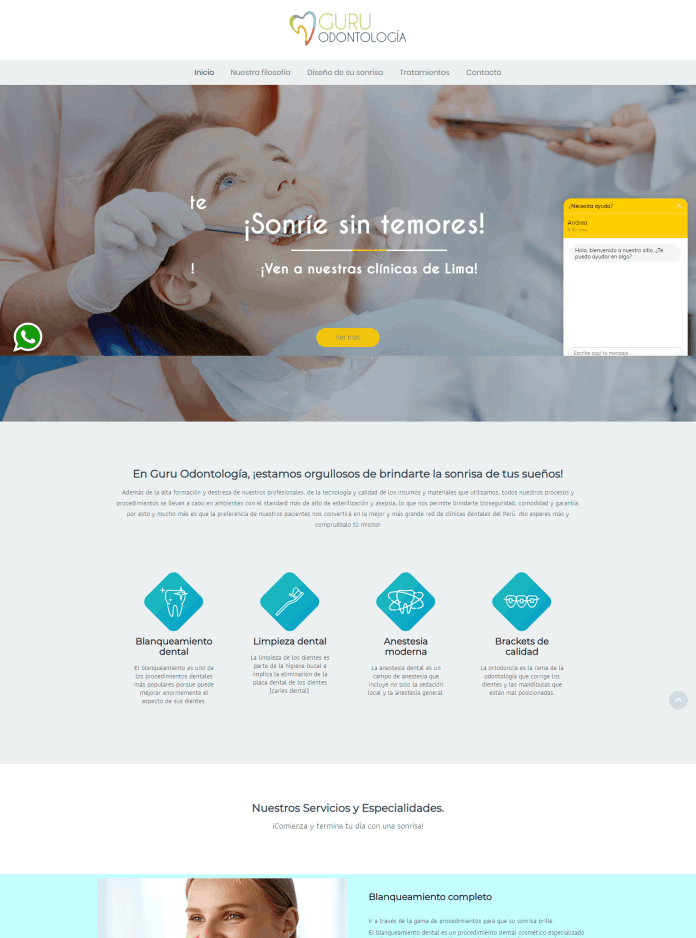 GURU
ODONTOLOGÍA
Inicio Nuestra filosofía Diseño de su sonrisa Tratamientos Contacto
te
¡Sonríe sin temores!
!
¡Ven a nuestras clínicas de Lima!
Ver más
¿Necesita ayuda?
Andrea
Hola, bienvenido a nuestro sitio, ¿Te
puedo ayudar en algo?
Escribe aquí tu mensaje...
En Guru Odontología, ¡estamos orgullosos de brindarte la sonrisa de tus sueños!
Además de la alta formación y destreza de nuestros profesionales, de la tecnología y calidad de los insumos y materiales que utilizamos, todos nuestros procesos y
procedimientos se llevan a cabo en ambientes con el standard más de alto de esterilización y asepsia, lo que nos permite brindarte bioseguridad, comodidad y garantía,
por esto y mucho más es que la preferencia de nuestros pacientes nos convertirá en la mejor y más grande red de clínicas dentales del Perú. ¡No esperes más y
compruébalo tú mismo!
Blanqueamiento
dental
El blanqueamiento es uno de
los procedimientos dentales
más populares porque puede
mejorar enormemente el
aspecto de sus dientes.
Limpieza dental
La limpieza de los dientes es
parte de la higiene bucal e
implica la eliminación de la
placa dental de los dientes
(caries dental).
Anestesia
moderna
La anestesia dental es un
campo de anestesia que
incluye no solo la sedación
local y la anestesia general.
Brackets de
calidad
La ortodoncia es la rama de la
odontología que corrige los
dientes y las mandíbulas que
están mal posicionadas.
Nuestros Servicios y Especialidades.
¡Comienza y termina tu día con una sonrisa!
Blanqueamiento completo
Ir a través de la gama de procedimientos para que su sonrisa brille.
El blanqueamiento dental es un procedimiento dental cosmético especializado